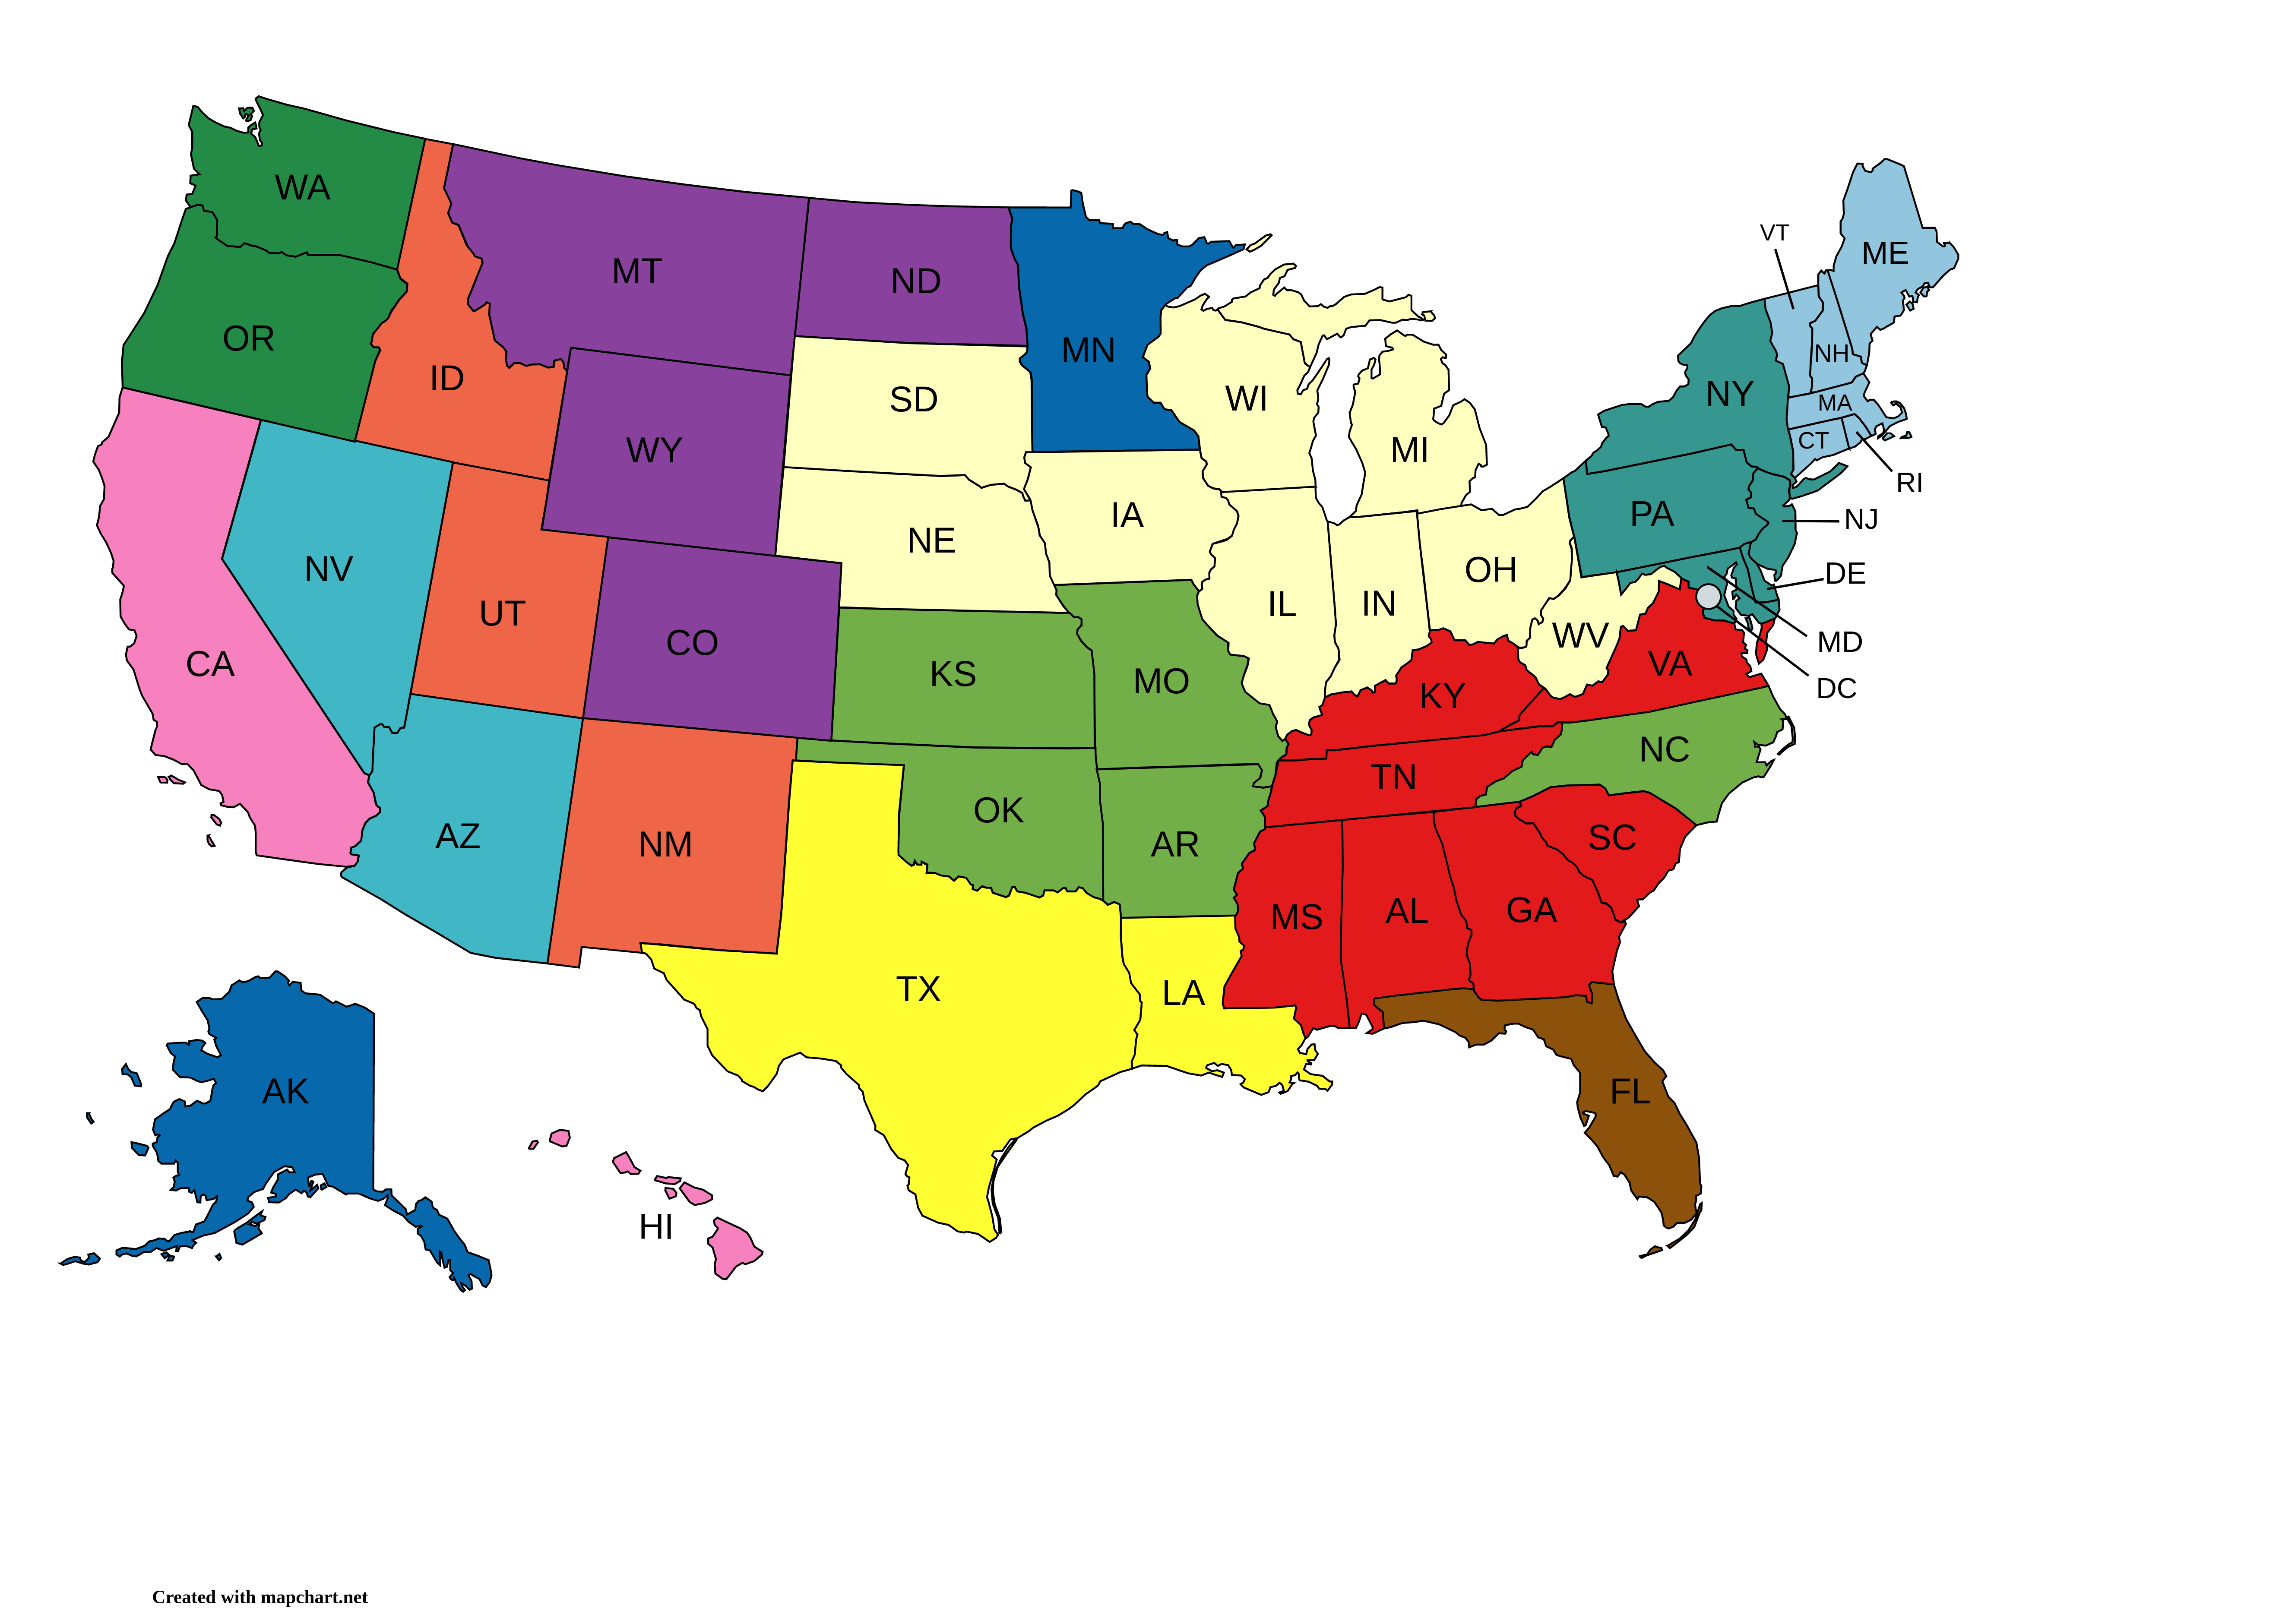 WA
OR
ID
MT
ND
MN
SD
WY
WI
MI
VT
ME
NH
NY
MA
CT
RI
NV
UT
CO
NE
IA
IL
IN
OH
PA
NJ
DE
MD
DC
CA
KS
MO
WV
VA
KY
AZ
NM
OK
AR
TN
NC
SC
TX
LA
MS
AL
GA
FL
AK
HI
Created with mapchart.net